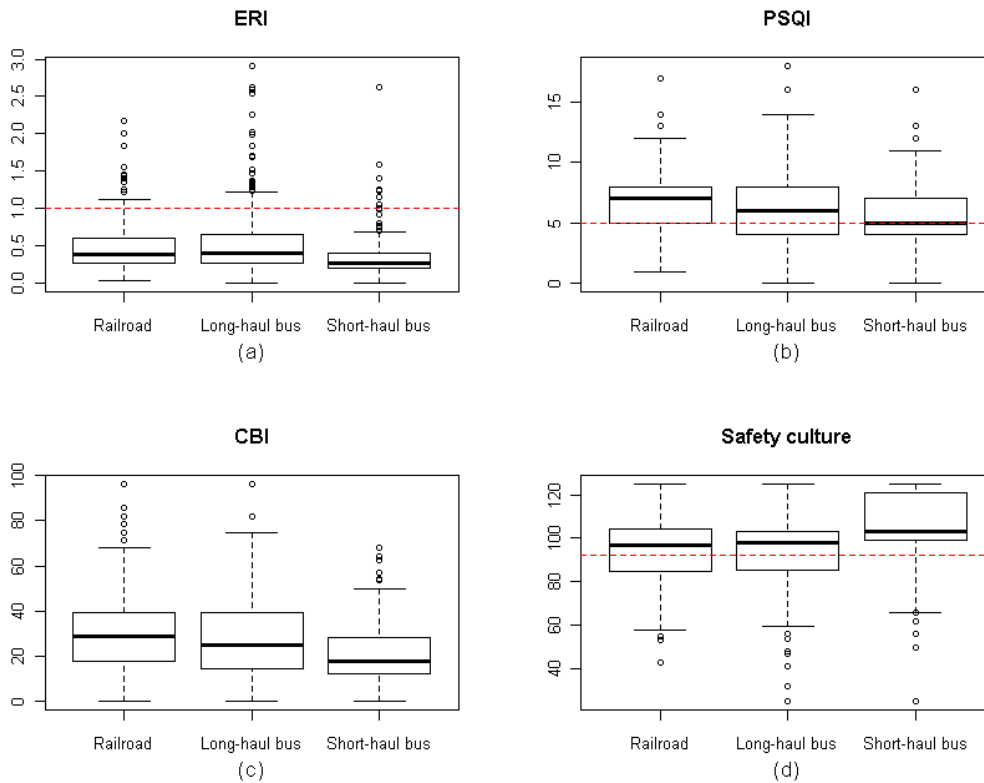 ERI
3.0
2.5
2.0
1.5
1.0
0.5
0.0
Railroad Long-haul bus Short-haul bus
(a)
PSQI
15
10
5
0
Railroad Long-haul bus Short-haul bus
(b)
CBI
100
80
60
40
20
0
Railroad Long-haul bus Short-haul bus
(c)
Safety culture
120
100
80
60
40
Railroad Long-haul bus Short-haul bus
(d)